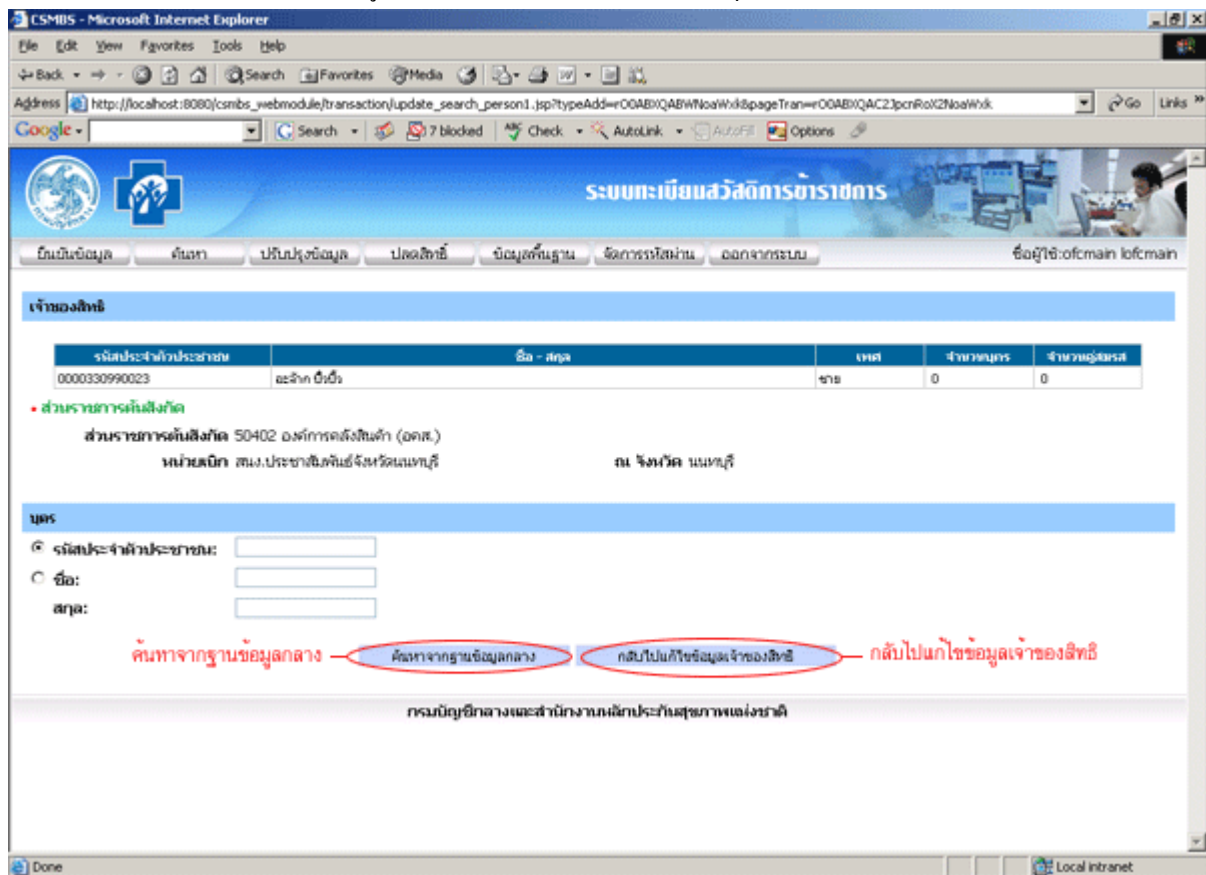 CSMBS - Microsoft Internet Explorer
File Edit View Favorites Tools Help
Back Search Favorites Media
Address http://localhost:8080/csmbs_webmodule/transaction/update_search_person1.jsp?typeAdd= Go Links
Google Search 7 blocked Check AutoLink AutoFill Options
ระบบทะเบียนสวัสดิการข้าราชการ
ยืนยันข้อมูล ค้นหา ปรับปรุงข้อมูล ปลดสิทธิ์ ข้อมูลพื้นฐาน จัดการรหัสผ่าน ออกจากระบบ ชื่อผู้ใช้:ofcmain lofcmain
เจ้าของสิทธิ
รหัสประจำตัวประชาชน ชื่อ - สกุล เพศ จำนวนบุตร จำนวนคู่สมรส
0000330990023 ชาย 0 0
ส่วนราชการต้นสังกัด
ส่วนราชการต้นสังกัด 50402 องค์การคลังสินค้า (อคส.)
หน่วยเบิก สนง.ประชาสัมพันธ์จังหวัดนนทบุรี ณ จังหวัด นนทบุรี
บุตร
รหัสประจำตัวประชาชน:
ชื่อ:
สกุล:
ค้นหาจากฐานข้อมูลกลาง ค้นหาจากฐานข้อมูลกลาง กลับไปแก้ไขข้อมูลเจ้าของสิทธิ กลับไปแก้ไขข้อมูลเจ้าของสิทธิ
กรมบัญชีกลางและสำนักงานหลักประกันสุขภาพแห่งชาติ
Done Local intranet